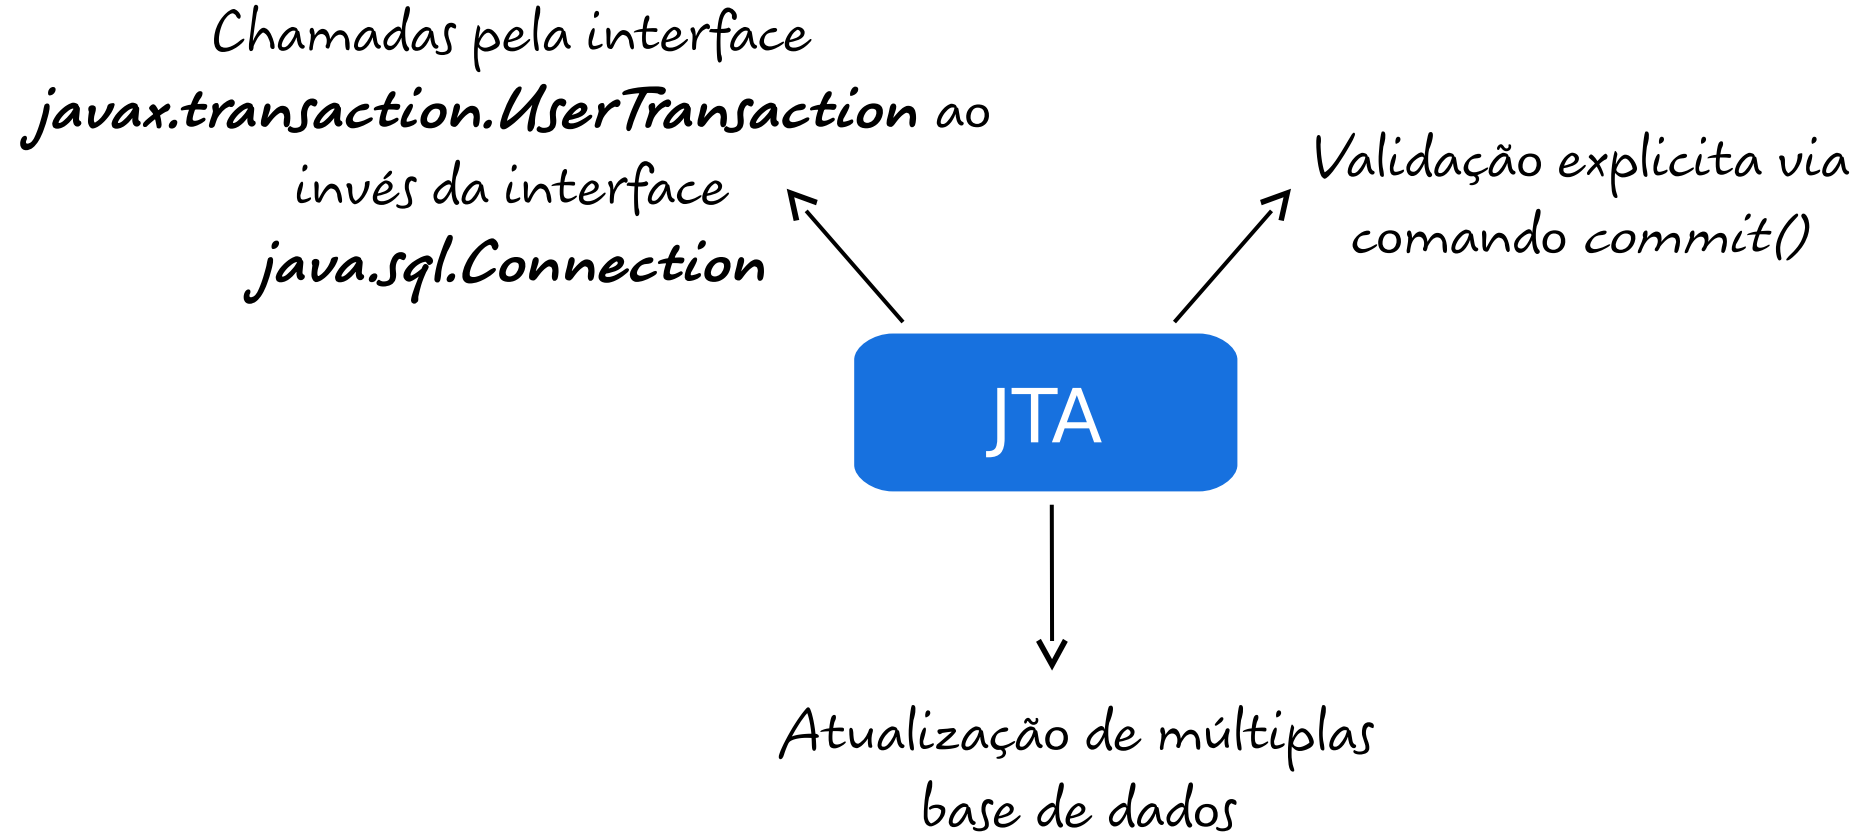 Chamadas pela interface
javax.transaction.UserTransaction ao
invés da interface
java.sql.Connection
Validação explicita via
comando commit()
JTA
Atualização de múltiplas
base de dados